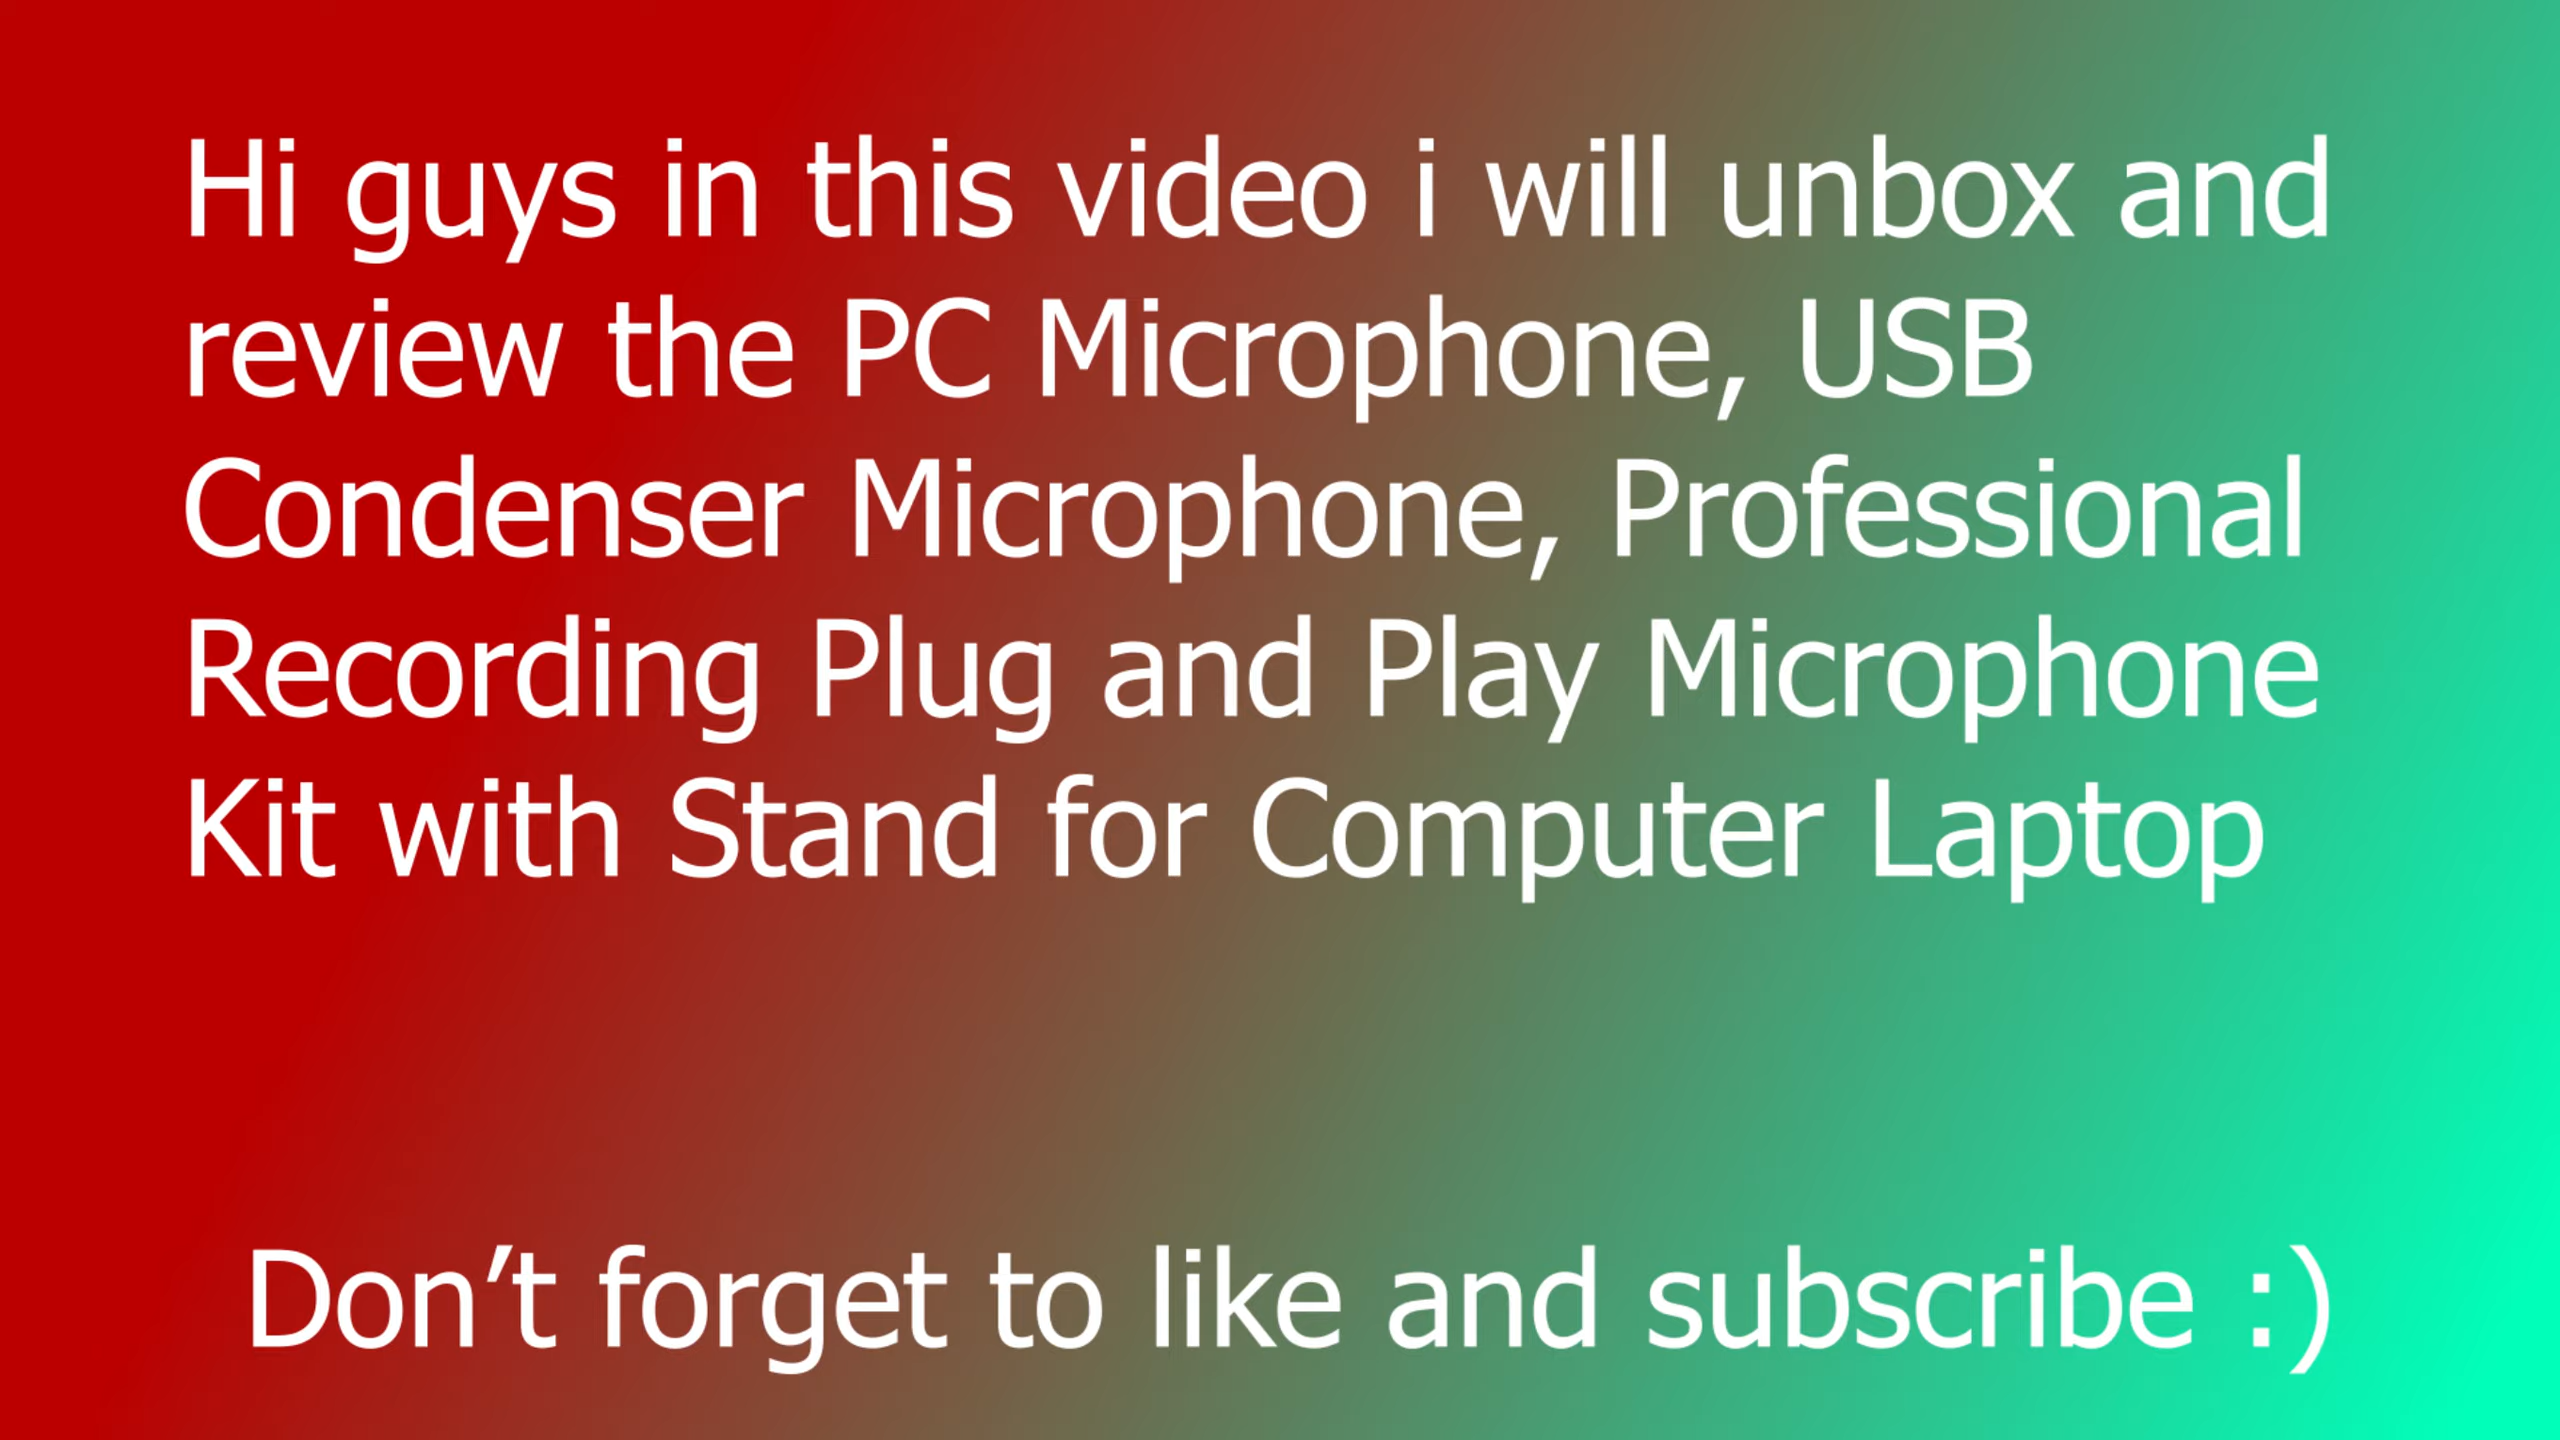 Hi guys in this video i will unbox and
review the PC Microphone, USB
Condenser Microphone, Professional
Recording Plug and Play Microphone
Kit with Stand for Computer Laptop
Don’t forget to like and subscribe :)